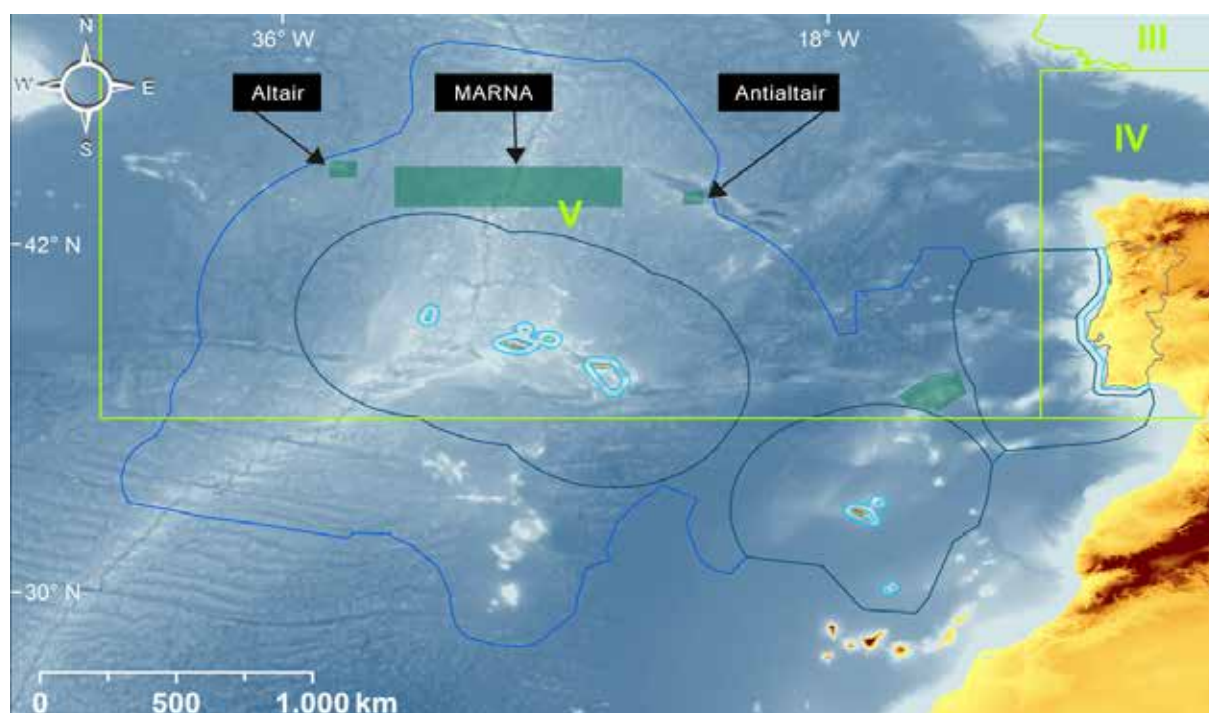 36° W
18° W
III
N
W
E
S
Altair
MARNA
Antialtair
IV
V
42° N
30° N
0
500
1.000 km